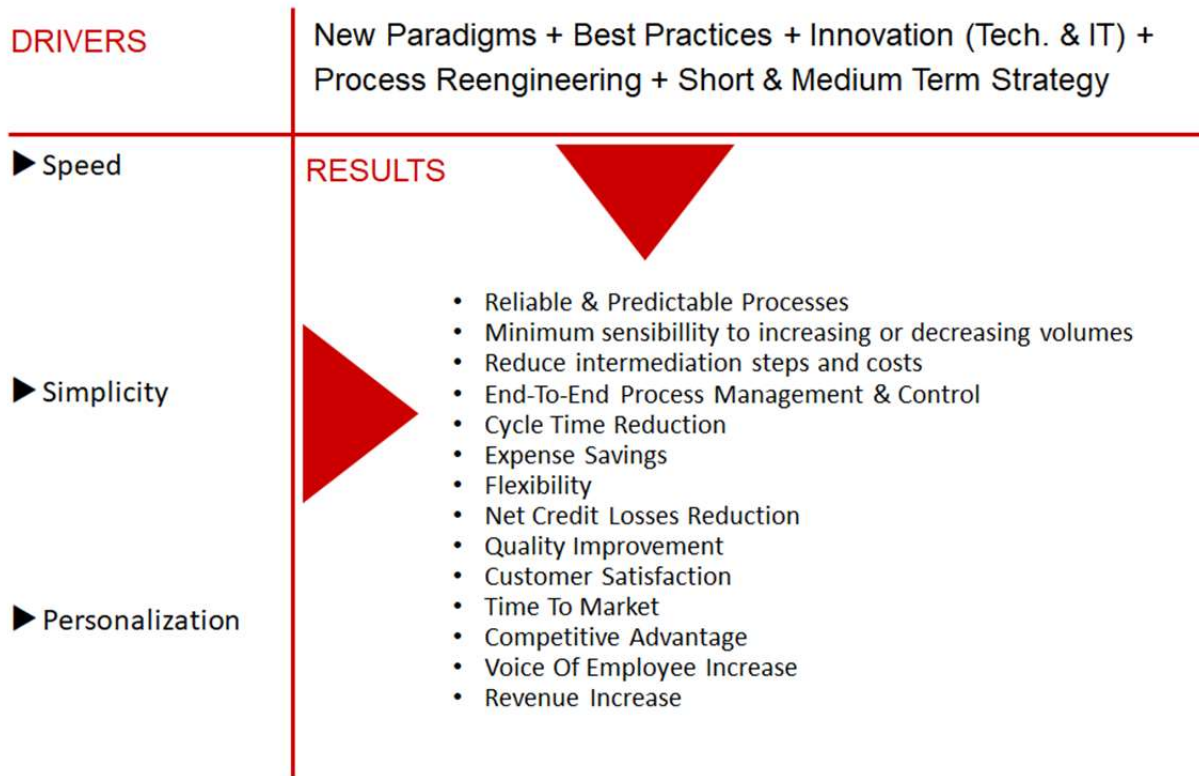 DRIVERS
New Paradigms + Best Practices + Innovation (Tech. & IT) +
Process Reengineering + Short & Medium Term Strategy
▶ Speed
▶ Simplicity
▶ Personalization
RESULTS
• Reliable & Predictable Processes
• Minimum sensibillity to increasing or decreasing volumes
• Reduce intermediation steps and costs
• End-To-End Process Management & Control
• Cycle Time Reduction
• Expense Savings
• Flexibility
• Net Credit Losses Reduction
• Quality Improvement
• Customer Satisfaction
• Time To Market
• Competitive Advantage
• Voice Of Employee Increase
• Revenue Increase